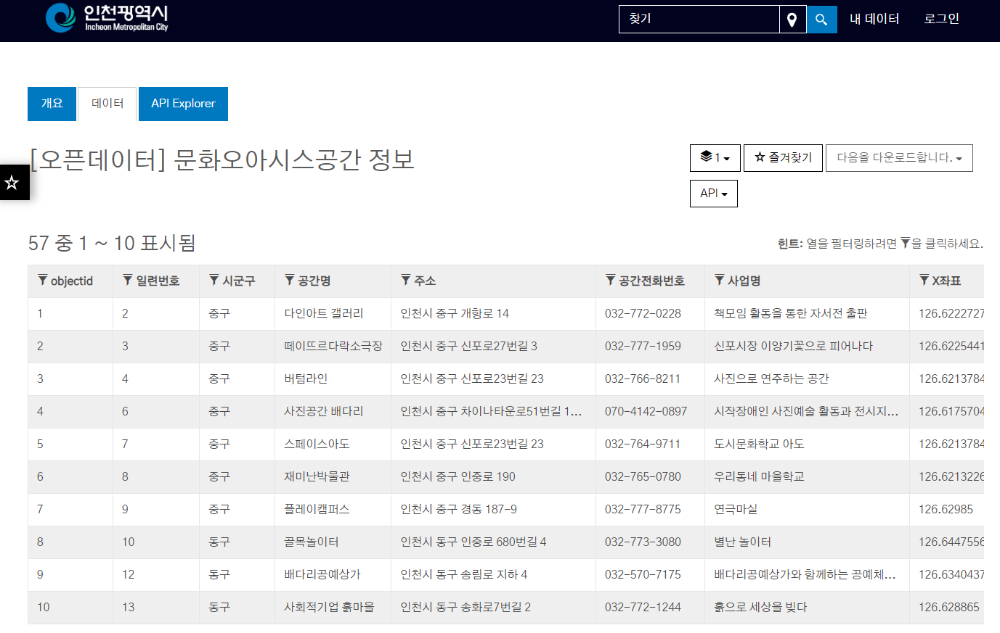 인천광역시
Incheon Metropolitan City
찾기
내 데이터 로그인
개요 데이터 API Explorer
[오픈데이터] 문화오아시스공간 정보
1 즐겨찾기 다음을 다운로드합니다.
API
57 중 1 ~ 10 표시됨
힌트: 열을 필터링하려면 을 클릭하세요.
objectid 일련번호 시군구 공간명 주소 공간전화번호 사업명 X좌표
1 2 중구 다인아트 갤러리 인천시 중구 개항로 14 032-772-0228 책모임 활동을 통한 자서전 출판 126.6222727
2 3 중구 떼이뜨르다락소극장 인천시 중구 신포로27번길 3 032-777-1959 신포시장 이양기꽃으로 피어나다 126.6225441
3 4 중구 버텀라인 인천시 중구 신포로23번길 23 032-766-8211 사진으로 연주하는 공간 126.6213784
4 6 중구 사진공간 배다리 인천시 중구 차이나타운로51번길 1... 070-4142-0897 시작장애인 사진예술 활동과 전시지... 126.6175704
5 7 중구 스페이스아도 인천시 중구 신포로23번길 23 032-764-9711 도시문화학교 아도 126.6213784
6 8 중구 재미난박물관 인천시 중구 인중로 190 032-765-0780 우리동네 마을학교 126.6213226
7 9 중구 플레이캠퍼스 인천시 중구 경동 187-9 032-777-8775 연극마실 126.62985
8 10 동구 골목놀이터 인천시 동구 인중로 680번길 4 032-773-3080 별난 놀이터 126.6447556
9 12 동구 배다리공예상가 인천시 동구 송림로 지하 4 032-570-7175 배다리공예상가와 함께하는 공예체... 126.6340437
10 13 동구 사회적기업 흙마을 인천시 동구 송화로7번길 2 032-772-1244 흙으로 세상을 빚다 126.628865